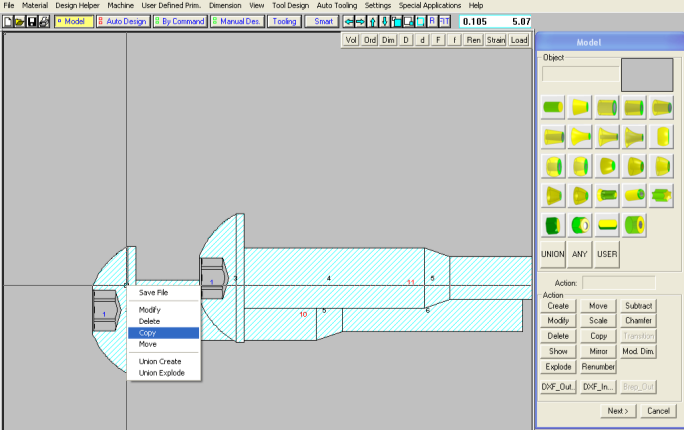 File Material Design Helper Machine User Defined Prim. Dimension View Tool Design Auto Tooling Settings Special Applications Help
Model Auto Design By Command Manual Des. Tooling Smart R FIT 0.105 5.07
Vol Ord Dim D d F f Ren Strain Load
Model
Object
UNION ANY USER
Action:
Action
Create Move Subtract
Modify Scale Chamfer
Delete Copy Transition
Show Mirror Mod. Dim.
Explode Renumber
DXF_Out.. DXF_In... Brep_Out
Next > Cancel
1 3 4 11 5
1 10 5 6
Save File
Modify
Delete
Copy
Move
Union Create
Union Explode